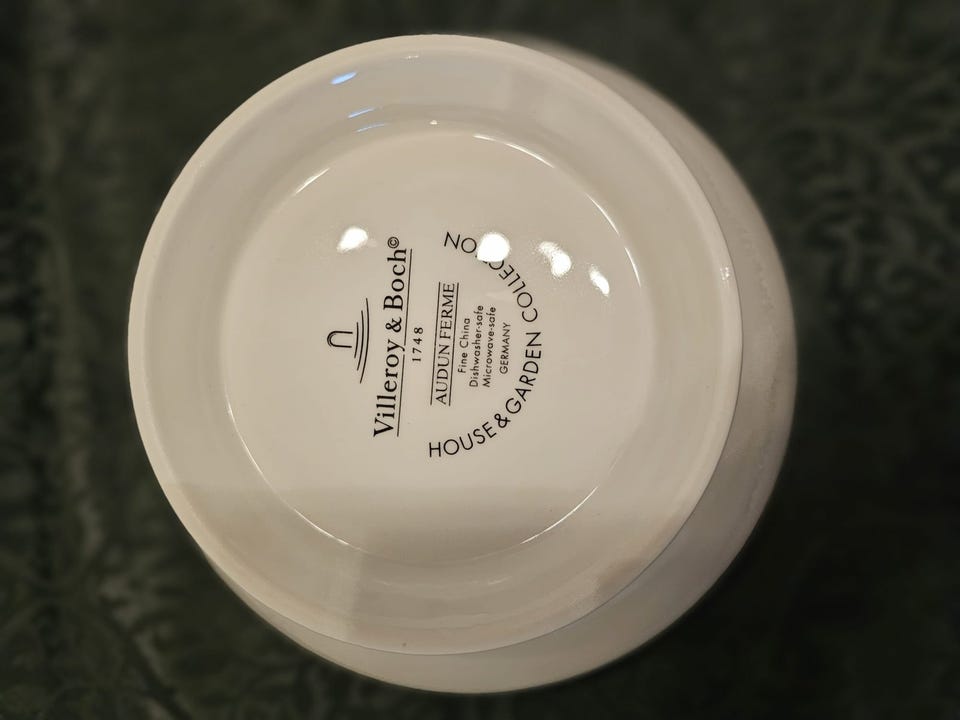 Villeroy & Boch©
1748
AUDUN FERME
Fine China
Dishwasher-safe
Microwave-safe
GERMANY
HOUSE & GARDEN COLLECTION